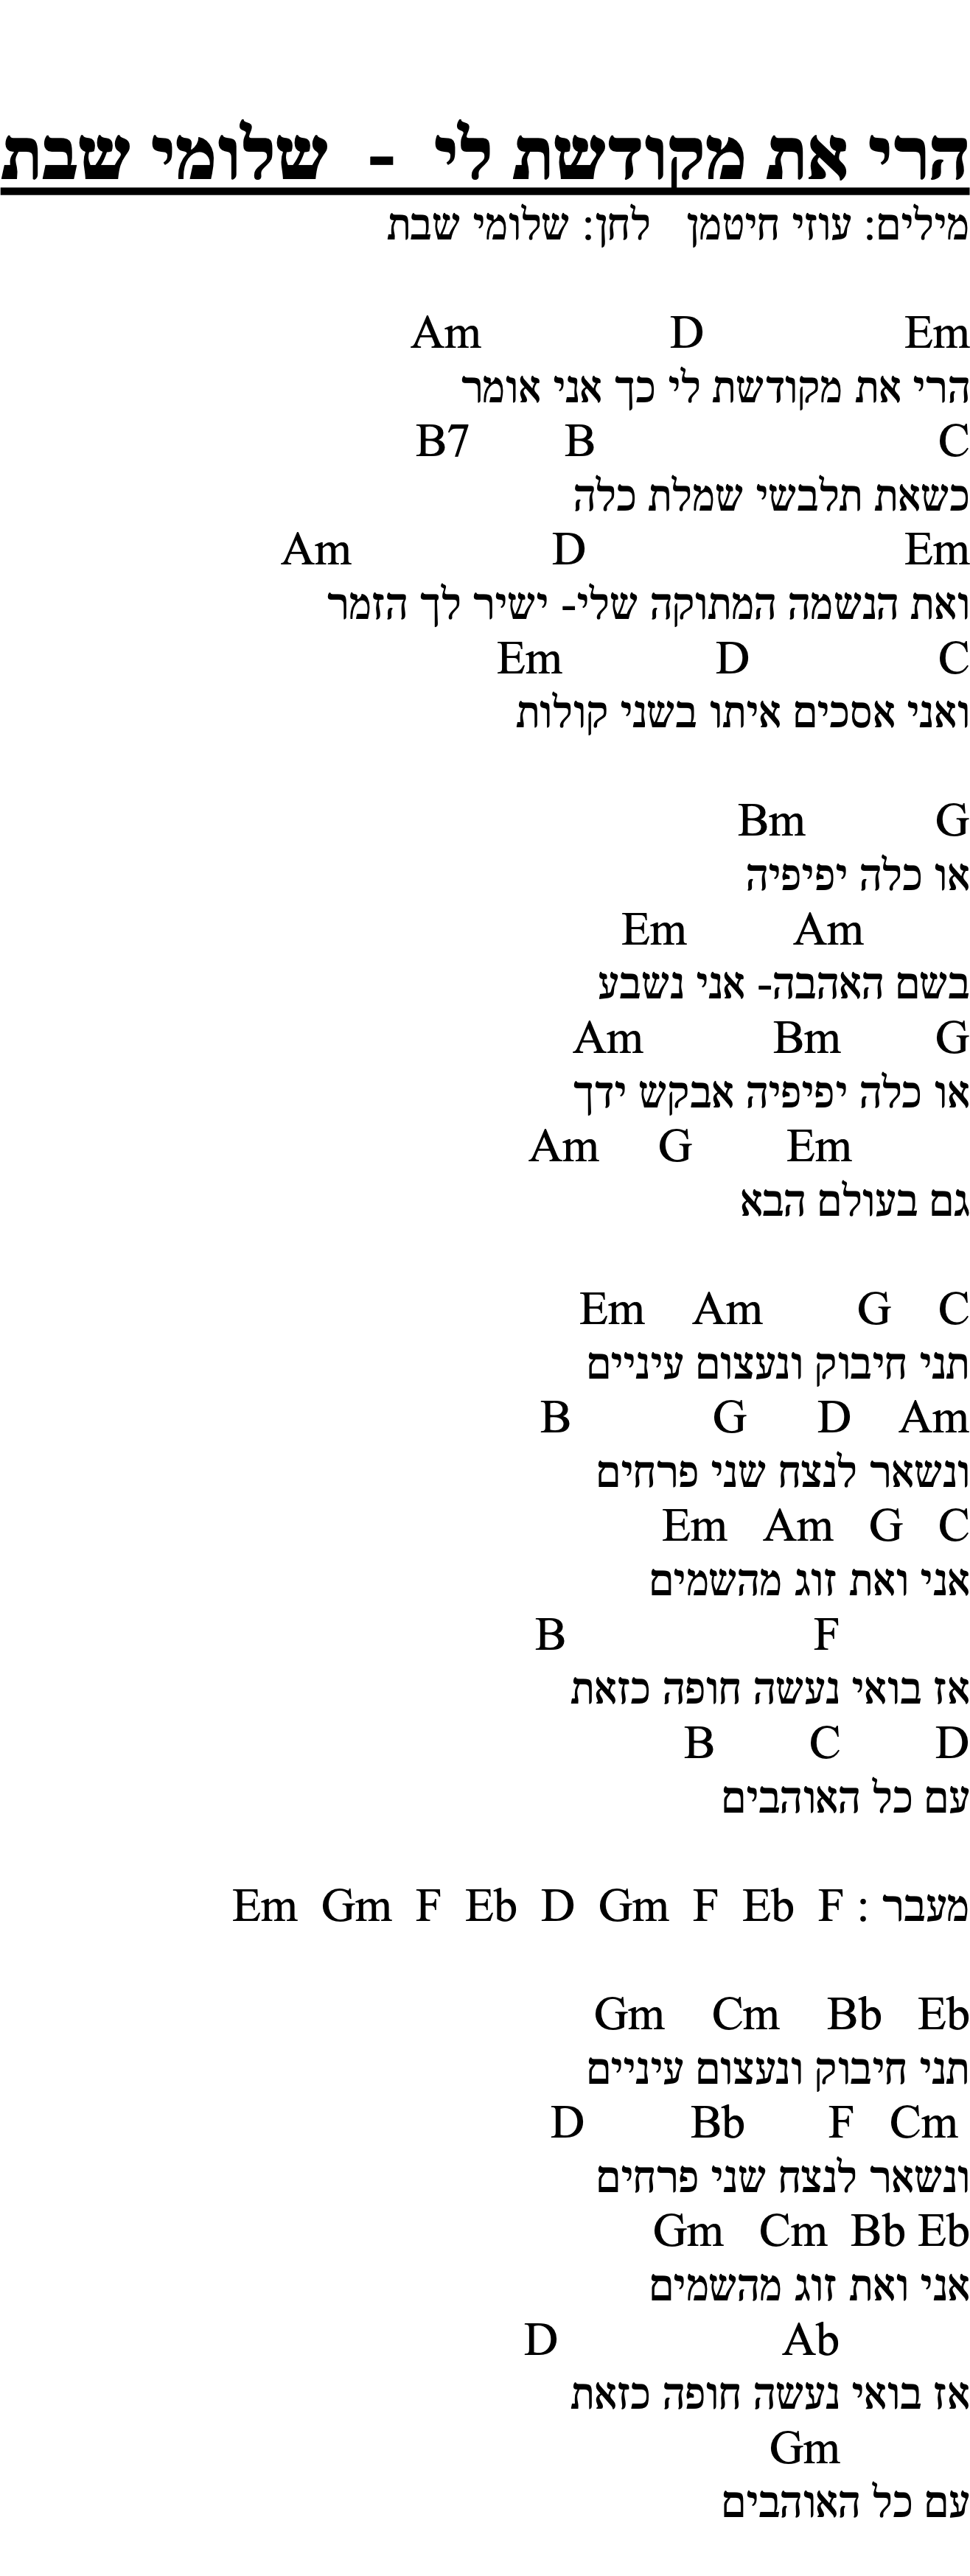 הרי את מקודשת לי - שלומי שבת
מילים: עוזי חיטמן לחן: שלומי שבת
Em D Am
הרי את מקודשת לי כך אני אומר
C B B7
כשאת תלבשי שמלת כלה
Em D Am
ואת הנשמה המתוקה שלי- ישיר לך הזמר
C D Em
ואני אסכים איתו בשני קולות
G Bm
או כלה יפיפיה
Am Em
בשם האהבה- אני נשבע
G Bm Am
או כלה יפיפיה אבקש ידך
Em G Am
גם בעולם הבא
C G Am Em
תני חיבוק ונעצום עיניים
Am D G B
ונשאר לנצח שני פרחים
C G Am Em
אני ואת זוג מהשמים
F B
אז בואי נעשה חופה כזאת
D C B
עם כל האוהבים
מעבר : Em Gm F Eb D Gm F Eb F
Eb Bb Cm Gm
תני חיבוק ונעצום עיניים
Cm F Bb D
ונשאר לנצח שני פרחים
Eb Bb Cm Gm
אני ואת זוג מהשמים
Ab D
אז בואי נעשה חופה כזאת
Gm
עם כל האוהבים